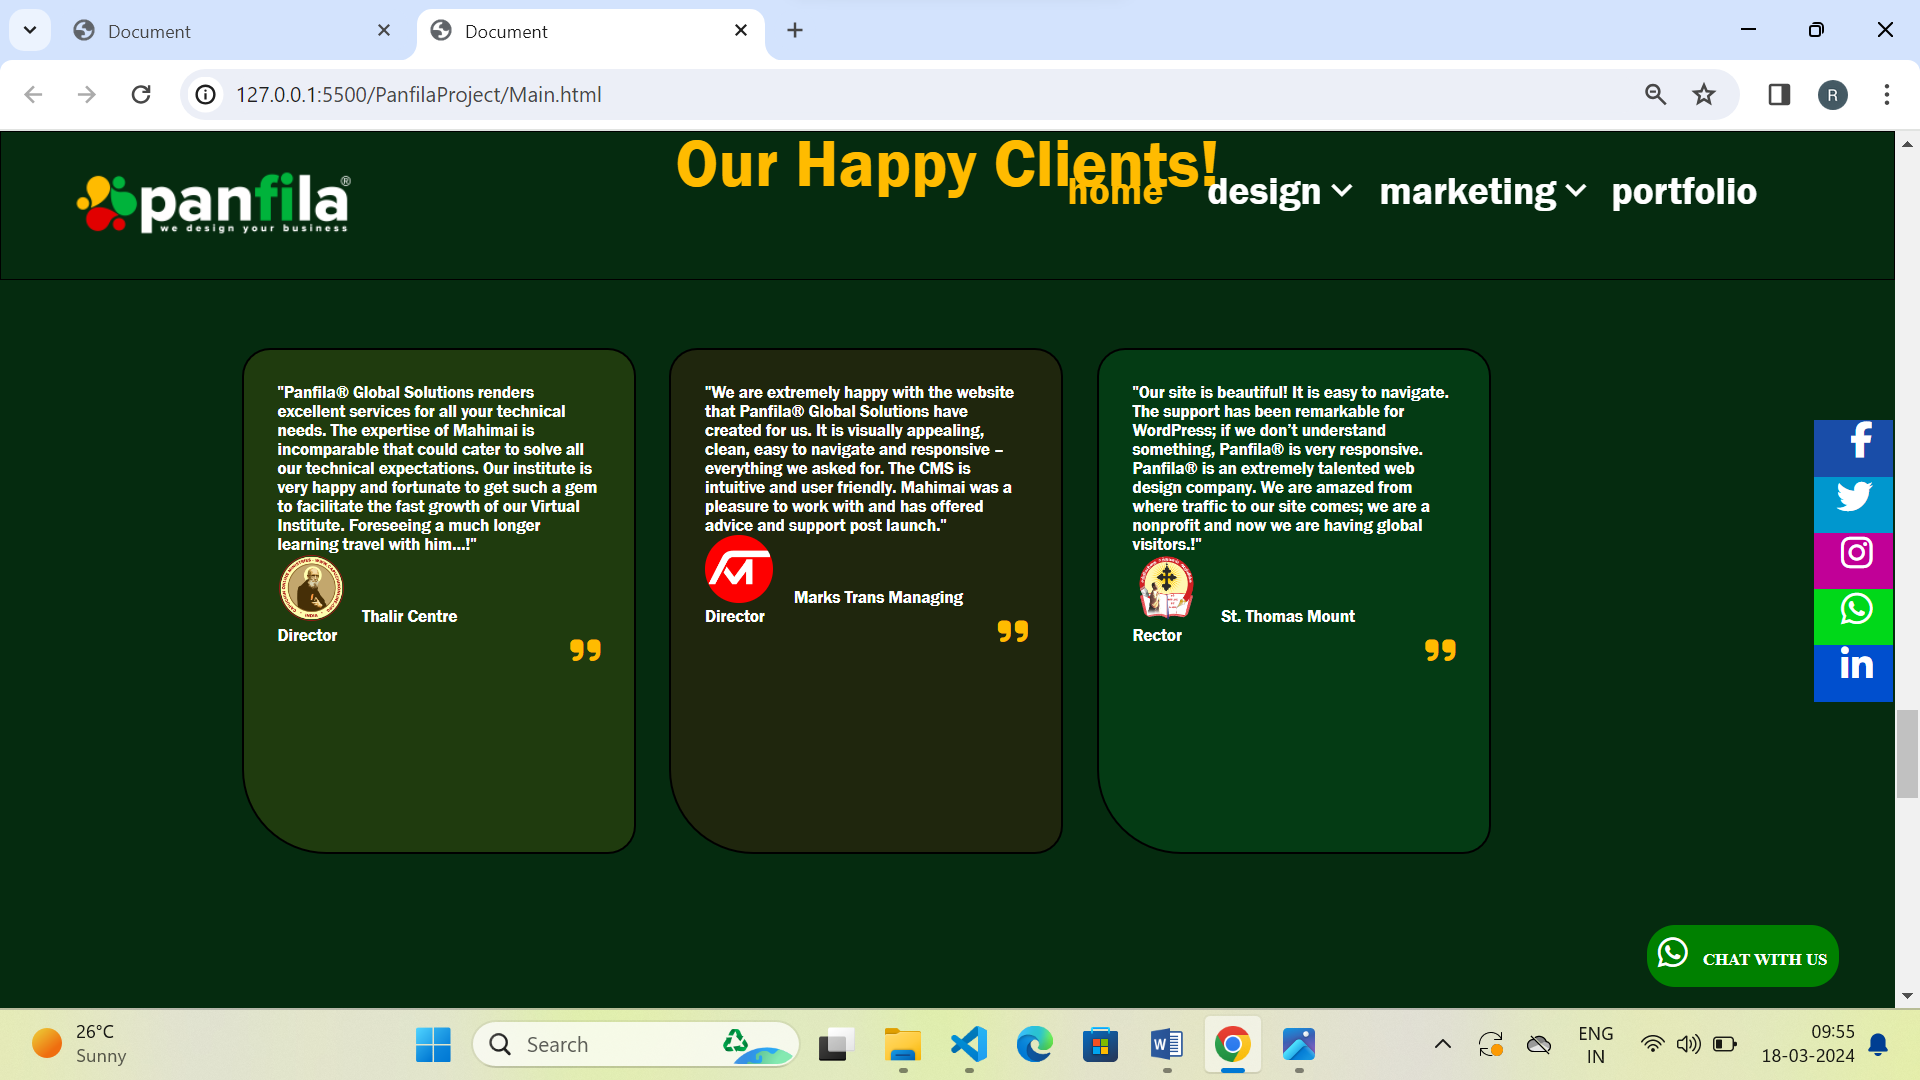 Document
Document
127.0.0.1:5500/PanfilaProject/Main.html
R
Our Happy Clients!
panfila®
we design your business
home
design
marketing
portfolio
"Panfila® Global Solutions renders
excellent services for all your technical
needs. The expertise of Mahimai is
incomparable that could cater to solve all
our technical expectations. Our institute is
very happy and fortunate to get such a gem
to facilitate the fast growth of our Virtual
Institute. Foreseeing a much longer
learning travel with him...!"
Thalir Centre
Director
"We are extremely happy with the website
that Panfila® Global Solutions have
created for us. It is visually appealing,
clean, easy to navigate and responsive –
everything we asked for. The CMS is
intuitive and user friendly. Mahimai was a
pleasure to work with and has offered
advice and support post launch."
Marks Trans Managing
Director
"Our site is beautiful! It is easy to navigate.
The support has been remarkable for
WordPress; if we don’t understand
something, Panfila® is very responsive.
Panfila® is an extremely talented web
design company. We are amazed from
where traffic to our site comes; we are a
nonprofit and now we are having global
visitors.!"
St. Thomas Mount
Rector
CHAT WITH US
26°C
Sunny
Search
ENG
IN
09:55
18-03-2024